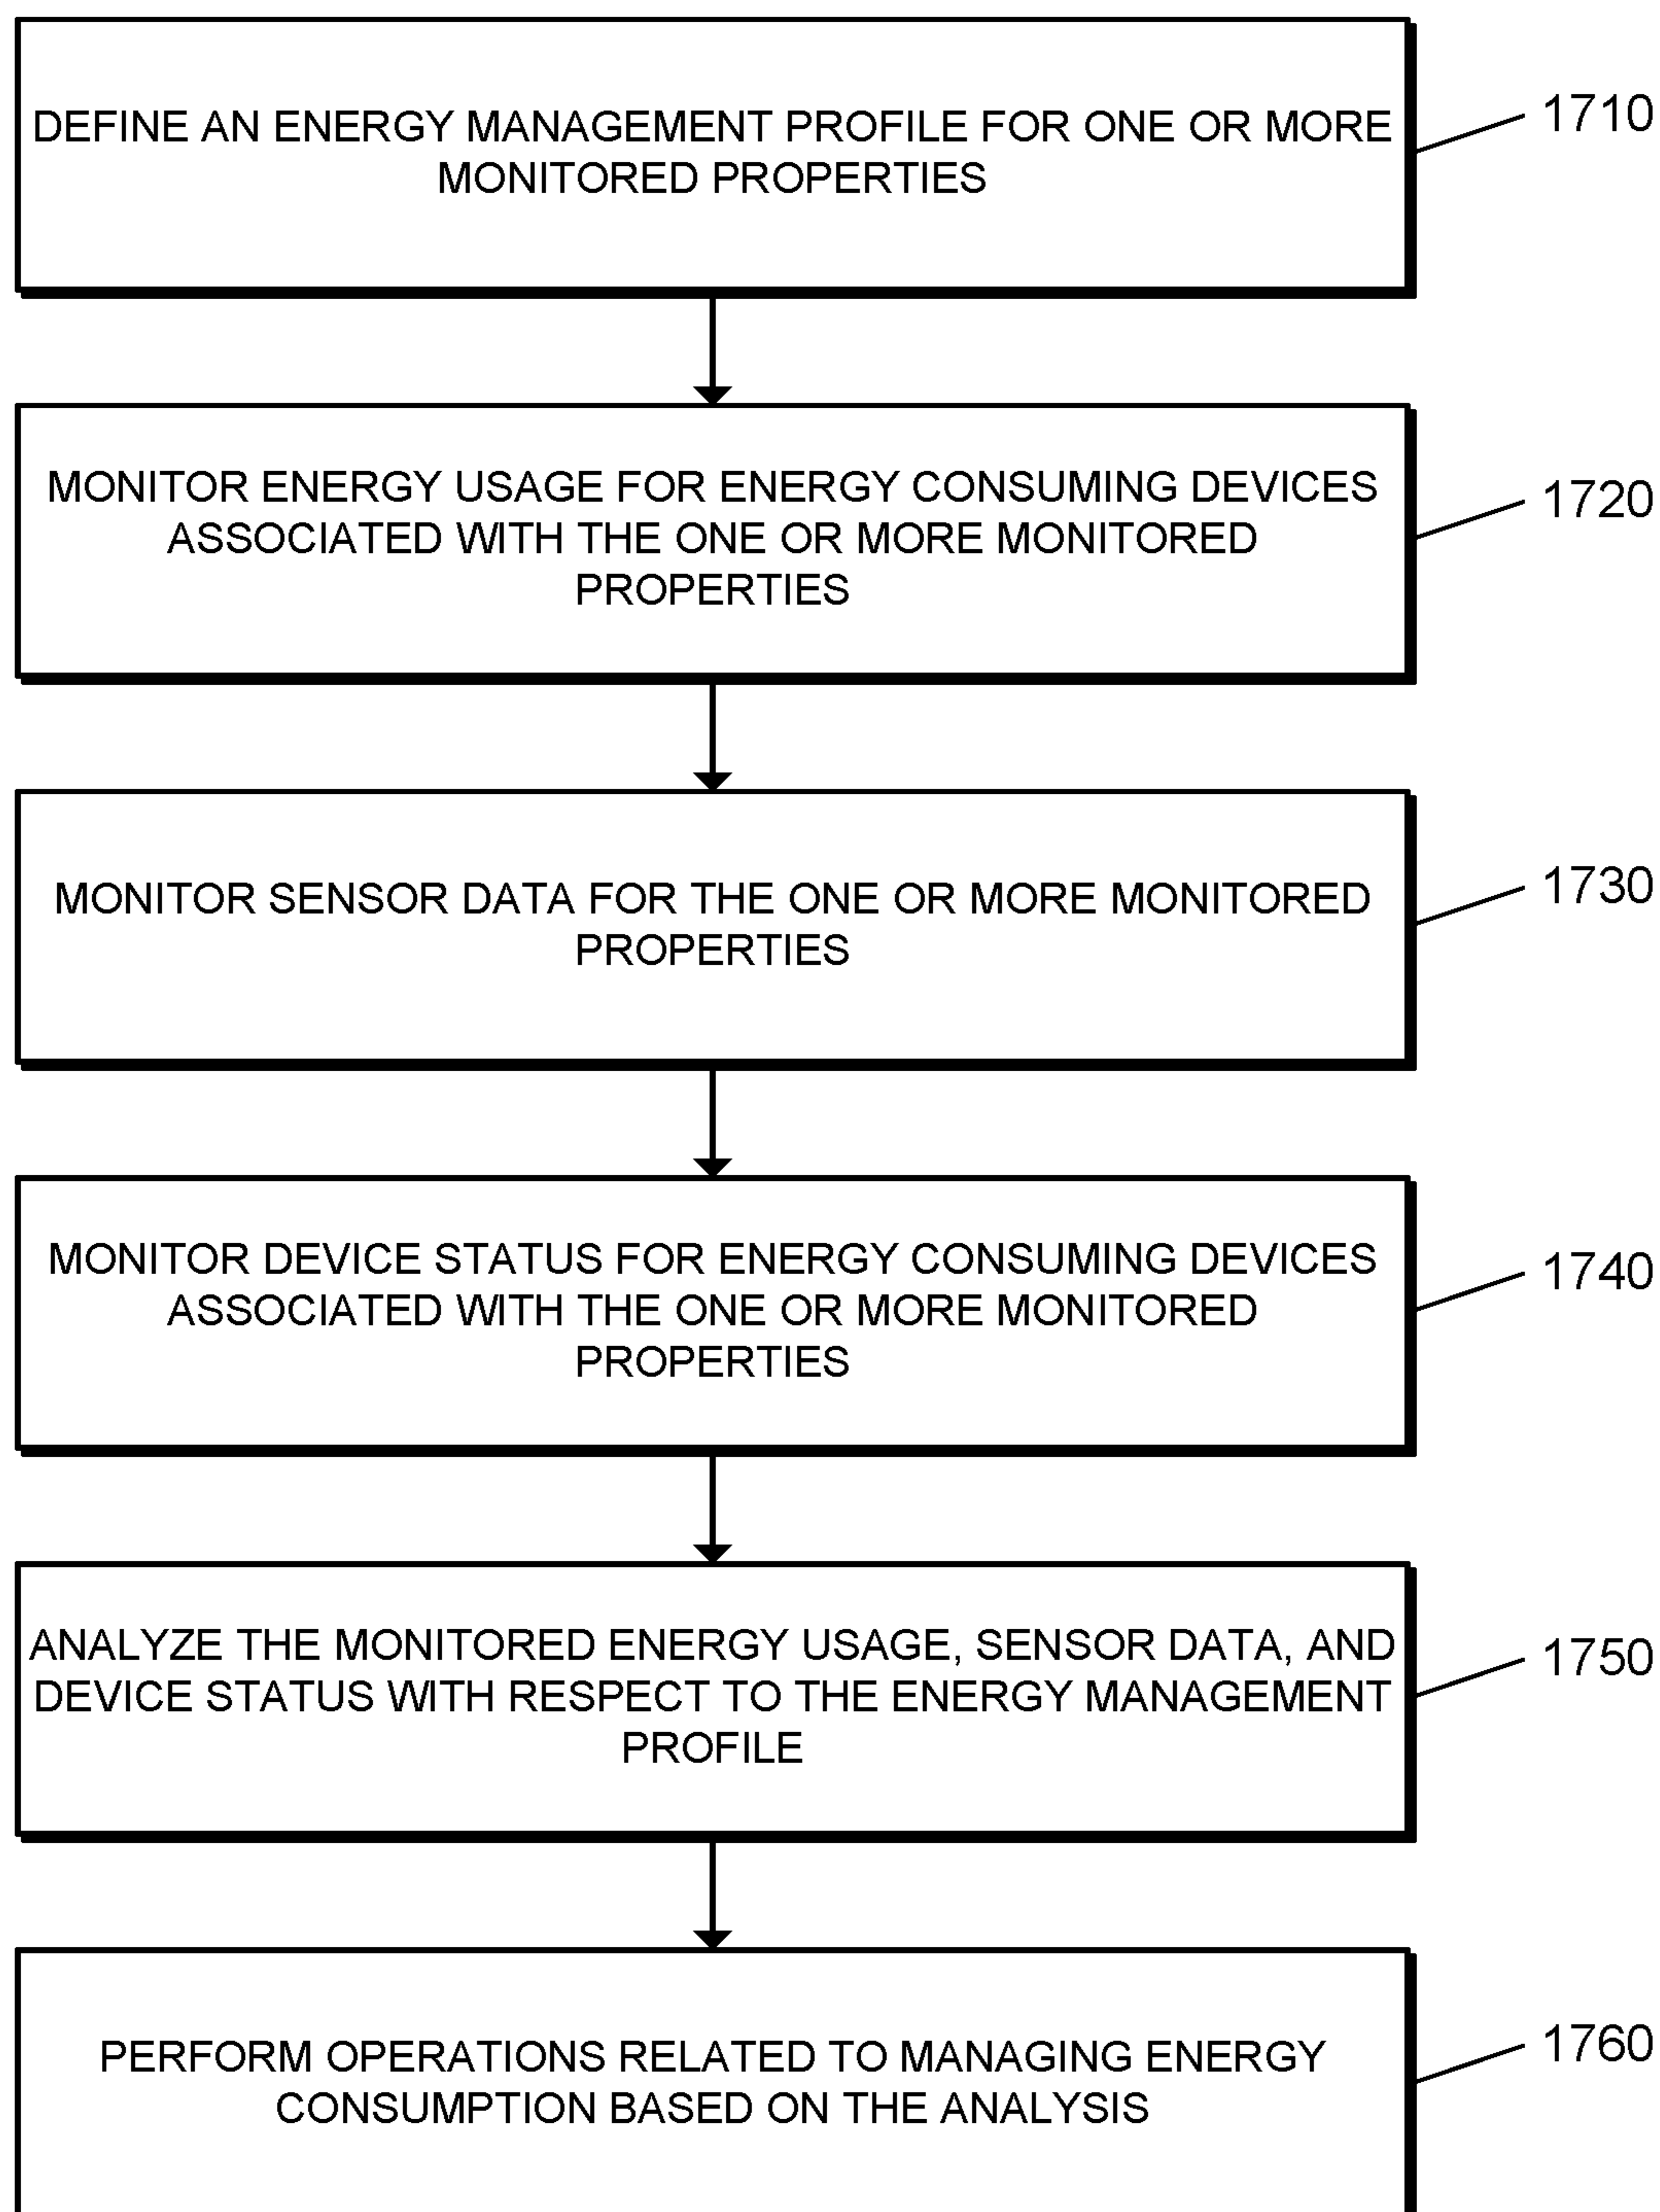 DEFINE AN ENERGY MANAGEMENT PROFILE FOR ONE OR MORE
MONITORED PROPERTIES
1710
MONITOR ENERGY USAGE FOR ENERGY CONSUMING DEVICES
ASSOCIATED WITH THE ONE OR MORE MONITORED
PROPERTIES
1720
MONITOR SENSOR DATA FOR THE ONE OR MORE MONITORED
PROPERTIES
1730
MONITOR DEVICE STATUS FOR ENERGY CONSUMING DEVICES
ASSOCIATED WITH THE ONE OR MORE MONITORED
PROPERTIES
1740
ANALYZE THE MONITORED ENERGY USAGE, SENSOR DATA, AND
DEVICE STATUS WITH RESPECT TO THE ENERGY MANAGEMENT
PROFILE
1750
PERFORM OPERATIONS RELATED TO MANAGING ENERGY
CONSUMPTION BASED ON THE ANALYSIS
1760